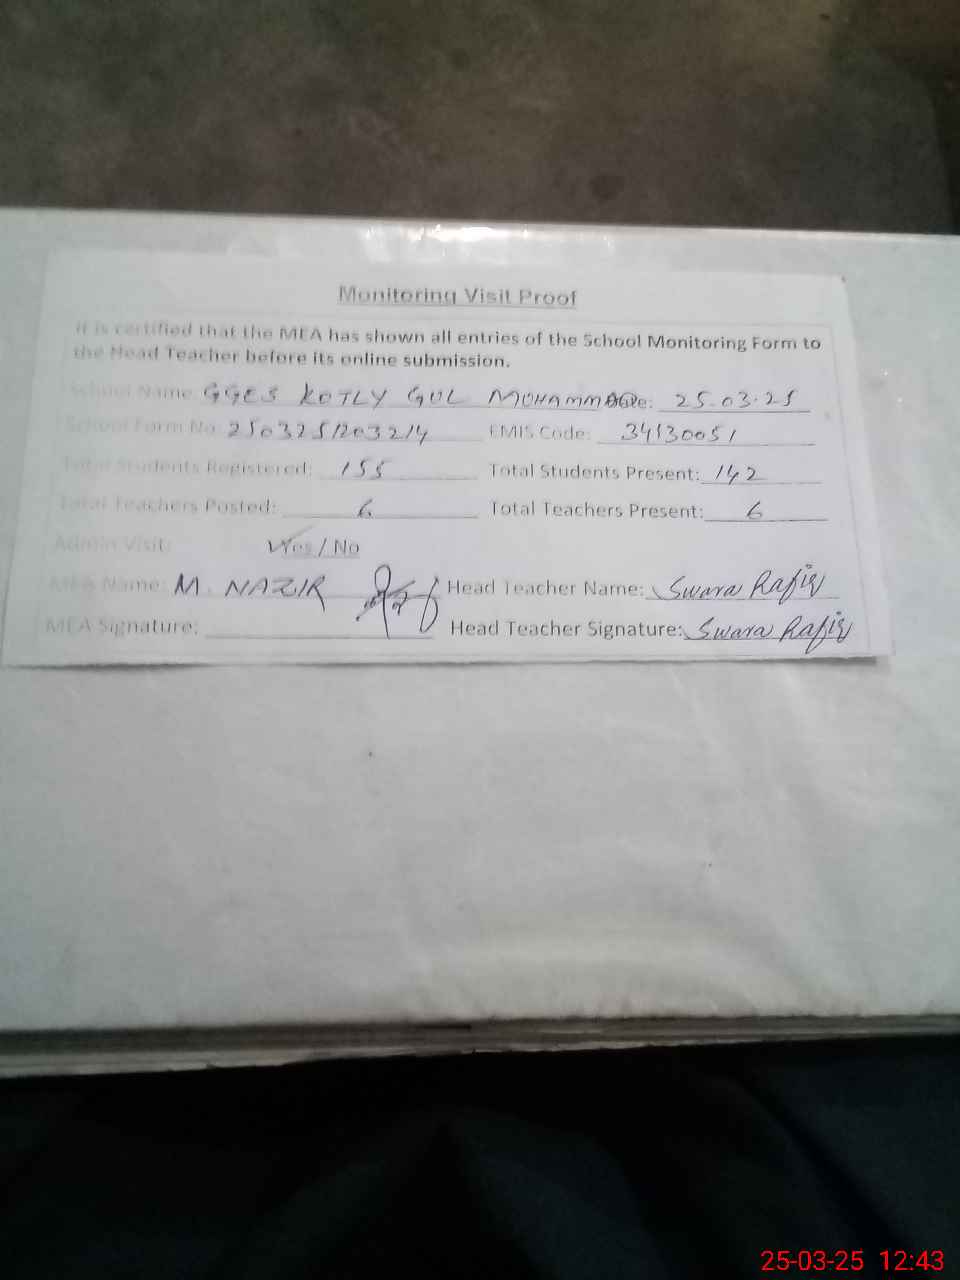 Monitoring Visit Proof
It is certified that the MEA has shown all entries of the School Monitoring Form to
the Head Teacher before its online submission.
School Name: GGES KOTLY GUL MOHAMMAD Date: 25-03-25
School Form No: 2503251203214 EMIS Code: 34130051
Total Students Registered: 155 Total Students Present: 142
Total Teachers Posted: 6 Total Teachers Present: 6
Admin Visit: Yes / No
MEA Name: M. NAZIR Head Teacher Name: Swara Rafiq
MEA Signature: Head Teacher Signature: Swara Rafiq
25-03-25 12:43